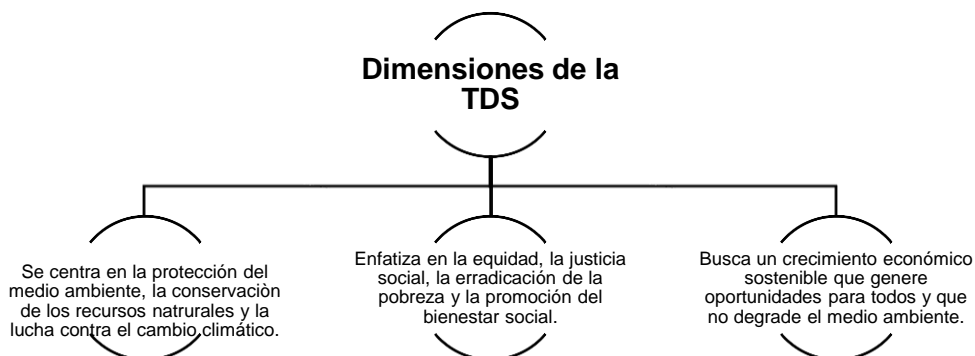 Dimensiones de la
TDS
Se centra en la protección del
medio ambiente, la conservaciòn
de los recursos natrurales y la
lucha contra el cambio climático.
Enfatiza en la equidad, la justicia
social, la erradicación de la
pobreza y la promoción del
bienestar social.
Busca un crecimiento económico
sostenible que genere
oportunidades para todos y que
no degrade el medio ambiente.